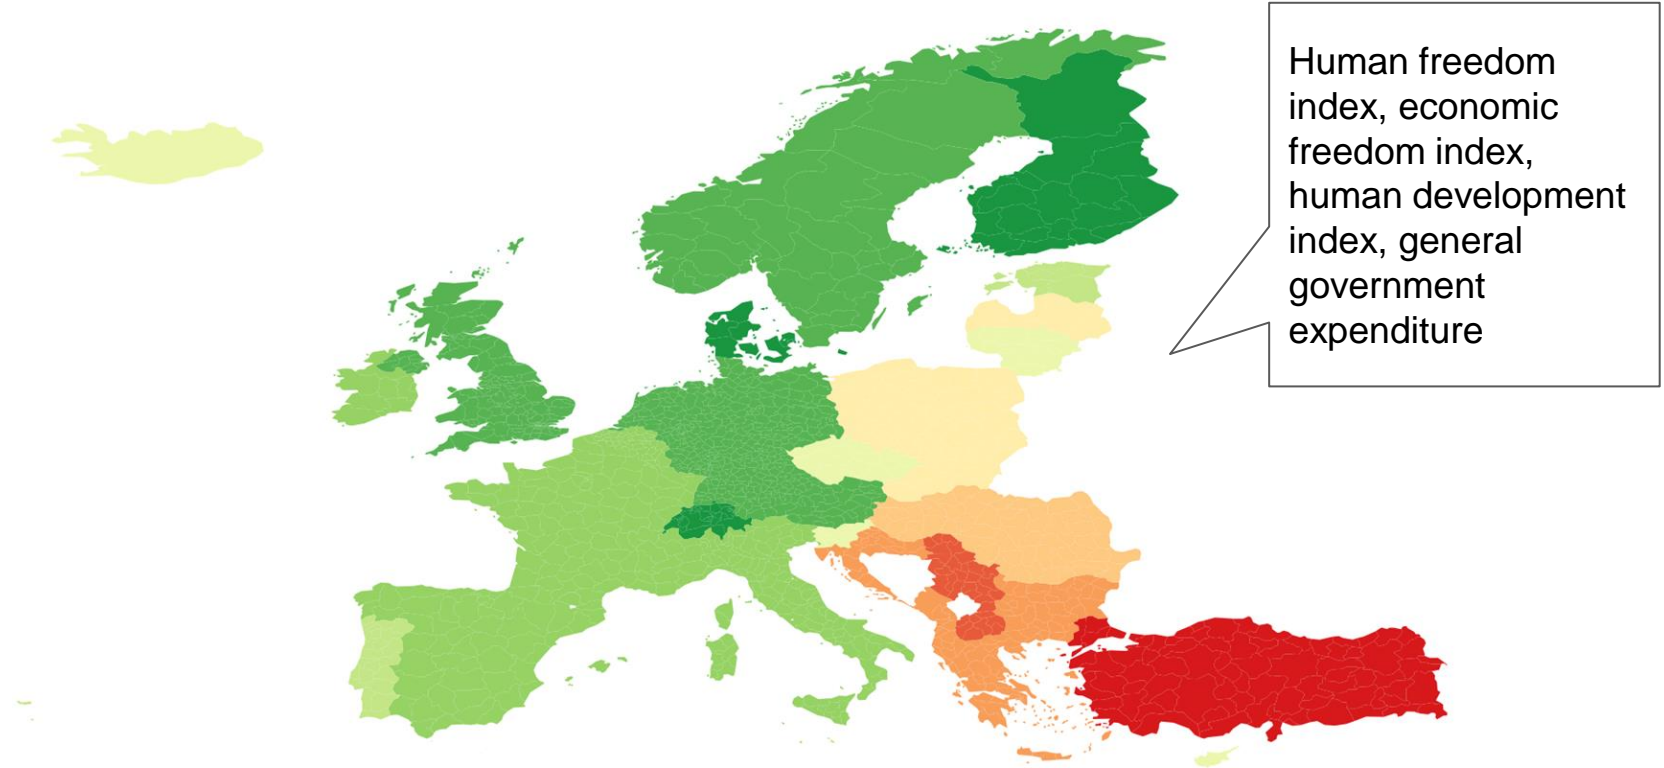 Human freedom
index, economic
freedom index,
human development
index, general
government
expenditure